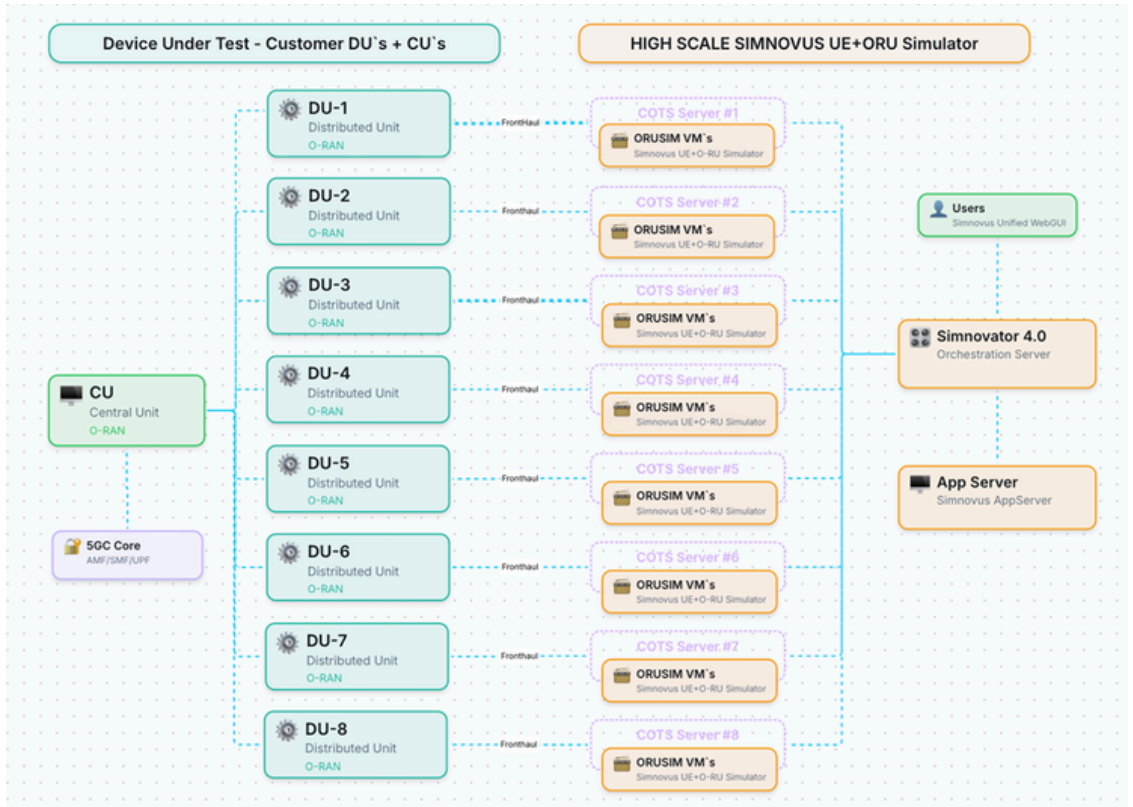 Device Under Test - Customer DU`s + CU`s
HIGH SCALE SIMNOVUS UE+ORU Simulator
DU-1
Distributed Unit
O-RAN
FrontHaul
COTS Server #1
ORUSIM VM`s
Simnovus UE+O-RU Simulator
DU-2
Distributed Unit
O-RAN
Fronthaul
COTS Server #2
ORUSIM VM`s
Simnovus UE+O-RU Simulator
Users
Simnovus Unified WebGUI
DU-3
Distributed Unit
O-RAN
Fronthaul
COTS Server #3
ORUSIM VM`s
Simnovus UE+O-RU Simulator
Simnovator 4.0
Orchestration Server
DU-4
Distributed Unit
O-RAN
Fronthaul
COTS Server #4
ORUSIM VM`s
Simnovus UE+O-RU Simulator
CU
Central Unit
O-RAN
DU-5
Distributed Unit
O-RAN
Fronthaul
COTS Server #5
ORUSIM VM`s
Simnovus UE+O-RU Simulator
App Server
Simnovus AppServer
5GC Core
AMF/SMF/UPF
DU-6
Distributed Unit
O-RAN
Fronthaul
COTS Server #6
ORUSIM VM`s
Simnovus UE+O-RU Simulator
DU-7
Distributed Unit
O-RAN
Fronthaul
COTS Server #7
ORUSIM VM`s
Simnovus UE+O-RU Simulator
DU-8
Distributed Unit
O-RAN
Fronthaul
COTS Server #8
ORUSIM VM`s
Simnovus UE+O-RU Simulator